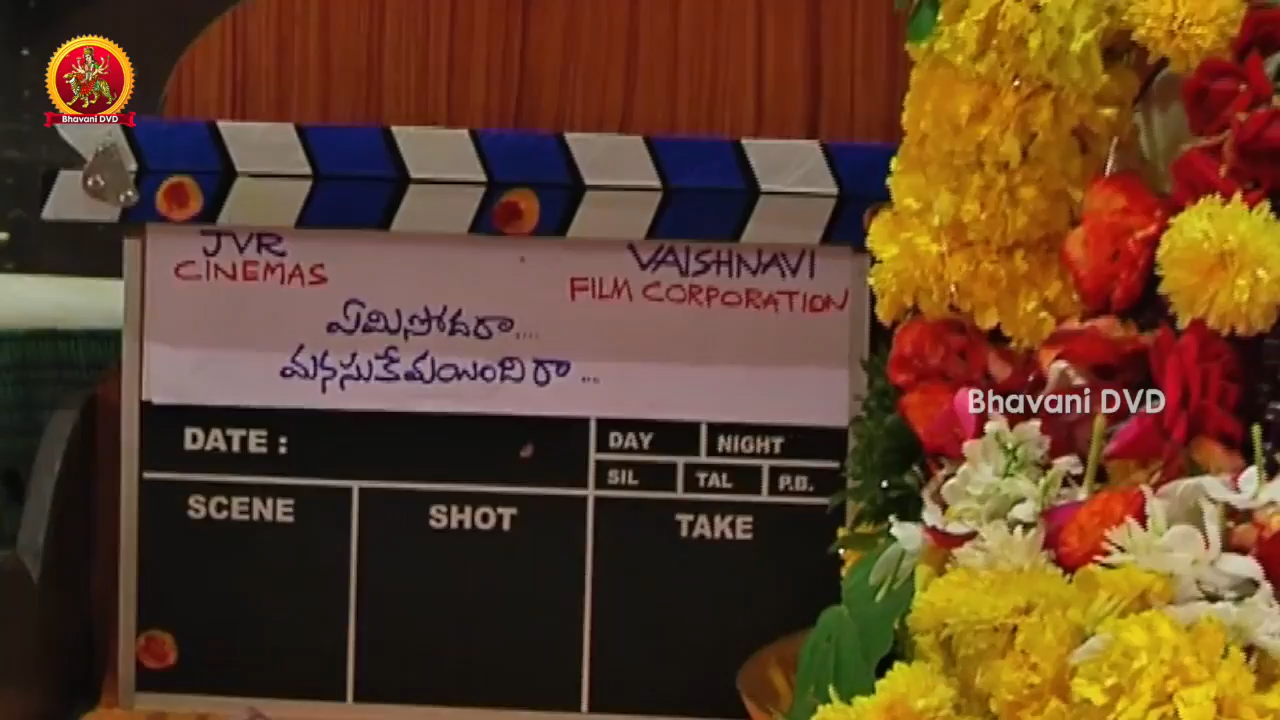 Bhavani DVD
JVR
CINEMAS
VAISHNAVI
FILM CORPORATION
ఏమిసోదరా....
మనసుకేమయిందిరా ...
Bhavani DVD
DATE :
DAY
NIGHT
SIL
TAL
P.B.
SCENE
SHOT
TAKE